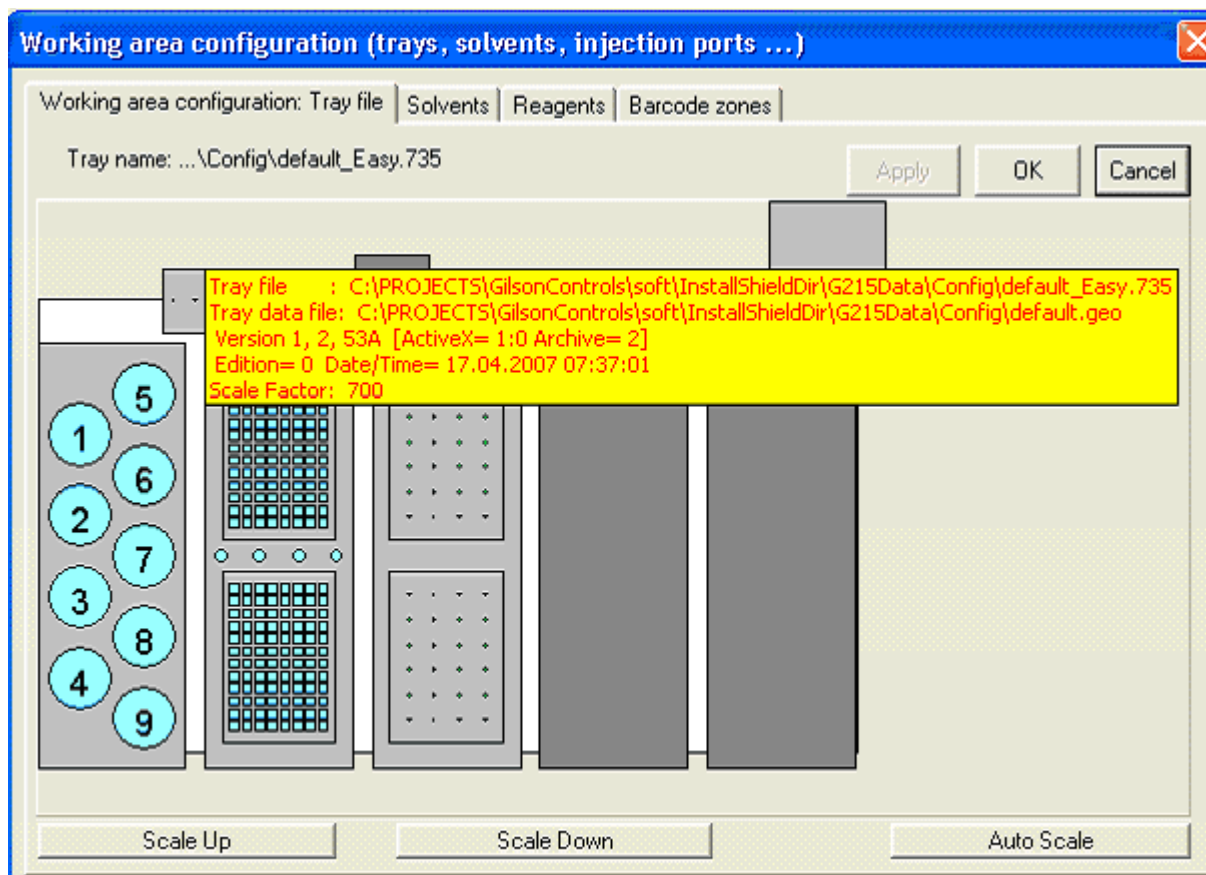 Working area configuration (trays, solvents, injection ports ...)
Working area configuration: Tray file Solvents Reagents Barcode zones
Tray name: ...\Config\default_Easy.735
Apply OK Cancel
Tray file : C:\PROJECTS\GilsonControls\soft\InstallShieldDir\G215Data\Config\default_Easy.735
Tray data file: C:\PROJECTS\GilsonControls\soft\InstallShieldDir\G215Data\Config\default.geo
Version 1, 2, 53A [ActiveX= 1:0 Archive= 2]
Edition= 0 Date/Time= 17.04.2007 07:37:01
Scale Factor: 700
5
1
6
2
7
3
8
4
9
Scale Up Scale Down Auto Scale